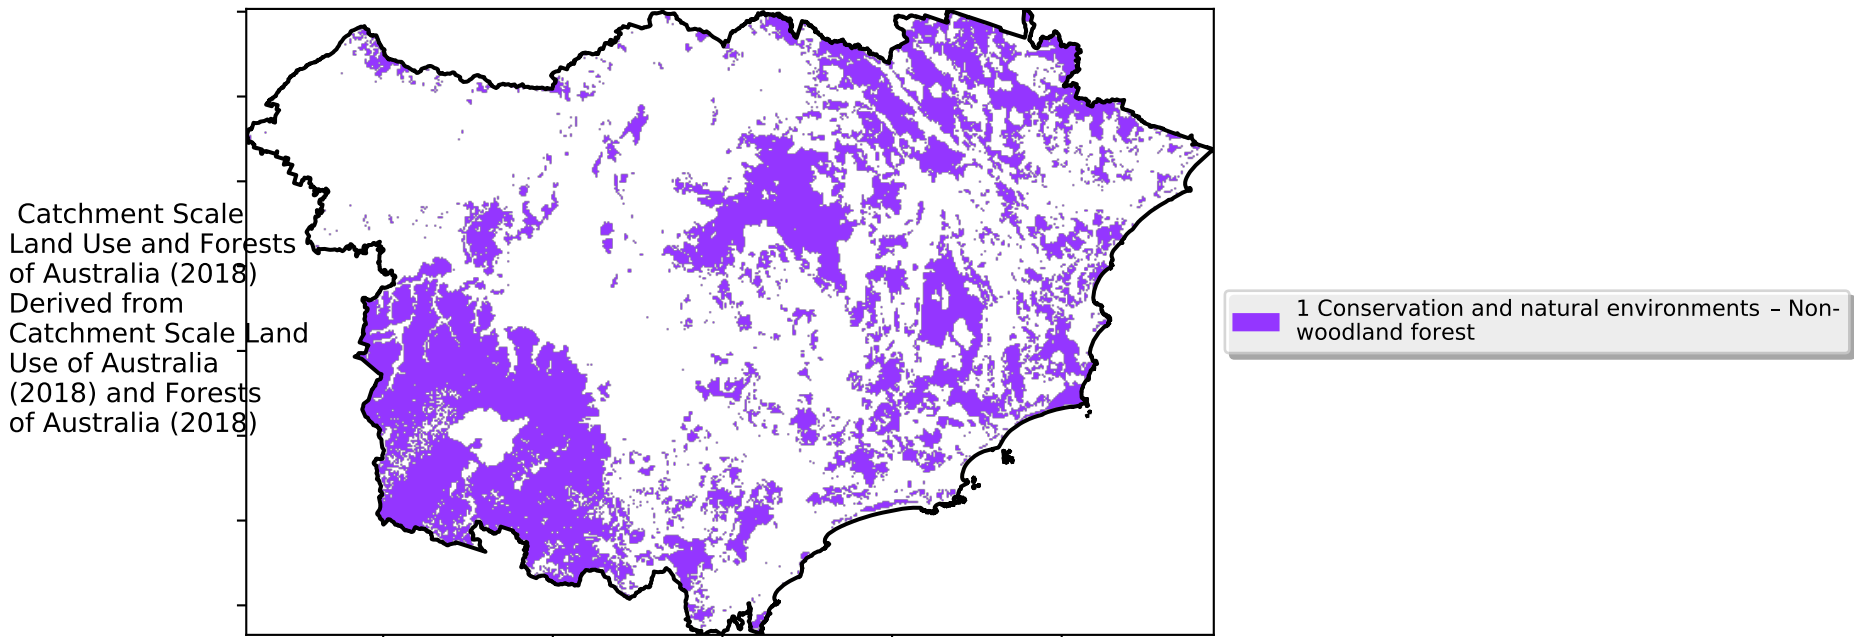 Catchment Scale
Land Use and Forests
of Australia (2018)
Derived from
Catchment Scale Land
Use of Australia
(2018) and Forests
of Australia (2018)
1 Conservation and natural environments – Non-
woodland forest